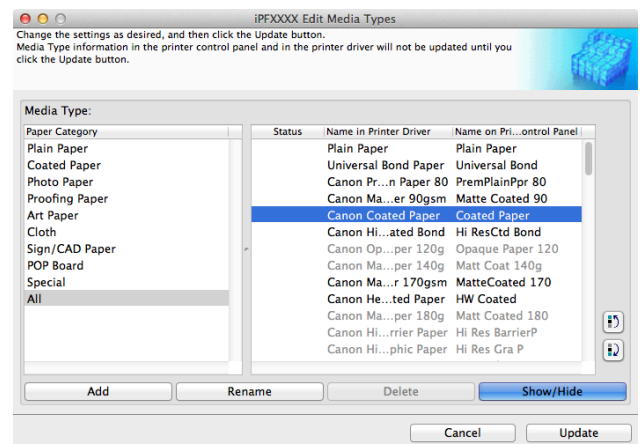 iPFXXXX Edit Media Types
Change the settings as desired, and then click the Update button.
Media Type information in the printer control panel and in the printer driver will not be updated until you
click the Update button.
Media Type:
Paper Category
Plain Paper
Coated Paper
Photo Paper
Proofing Paper
Art Paper
Cloth
Sign/CAD Paper
POP Board
Special
All
Status Name in Printer Driver Name on Pri...ontrol Panel
Plain Paper Plain Paper
Universal Bond Paper Universal Bond
Canon Pr...n Paper 80 PremPlainPpr 80
Canon Ma...er 90gsm Matte Coated 90
Canon Coated Paper Coated Paper
Canon Hi...ated Bond Hi ResCtd Bond
Canon Op...per 120g Opaque Paper 120
Canon Ma...per 140g Matt Coat 140g
Canon Ma...r 170gsm MatteCoated 170
Canon He...ted Paper HW Coated
Canon Ma...per 180g Matt Coated 180
Canon Hi...rrier Paper Hi Res BarrierP
Canon Hi...phic Paper Hi Res Gra P
Add Rename Delete Show/Hide
Cancel Update